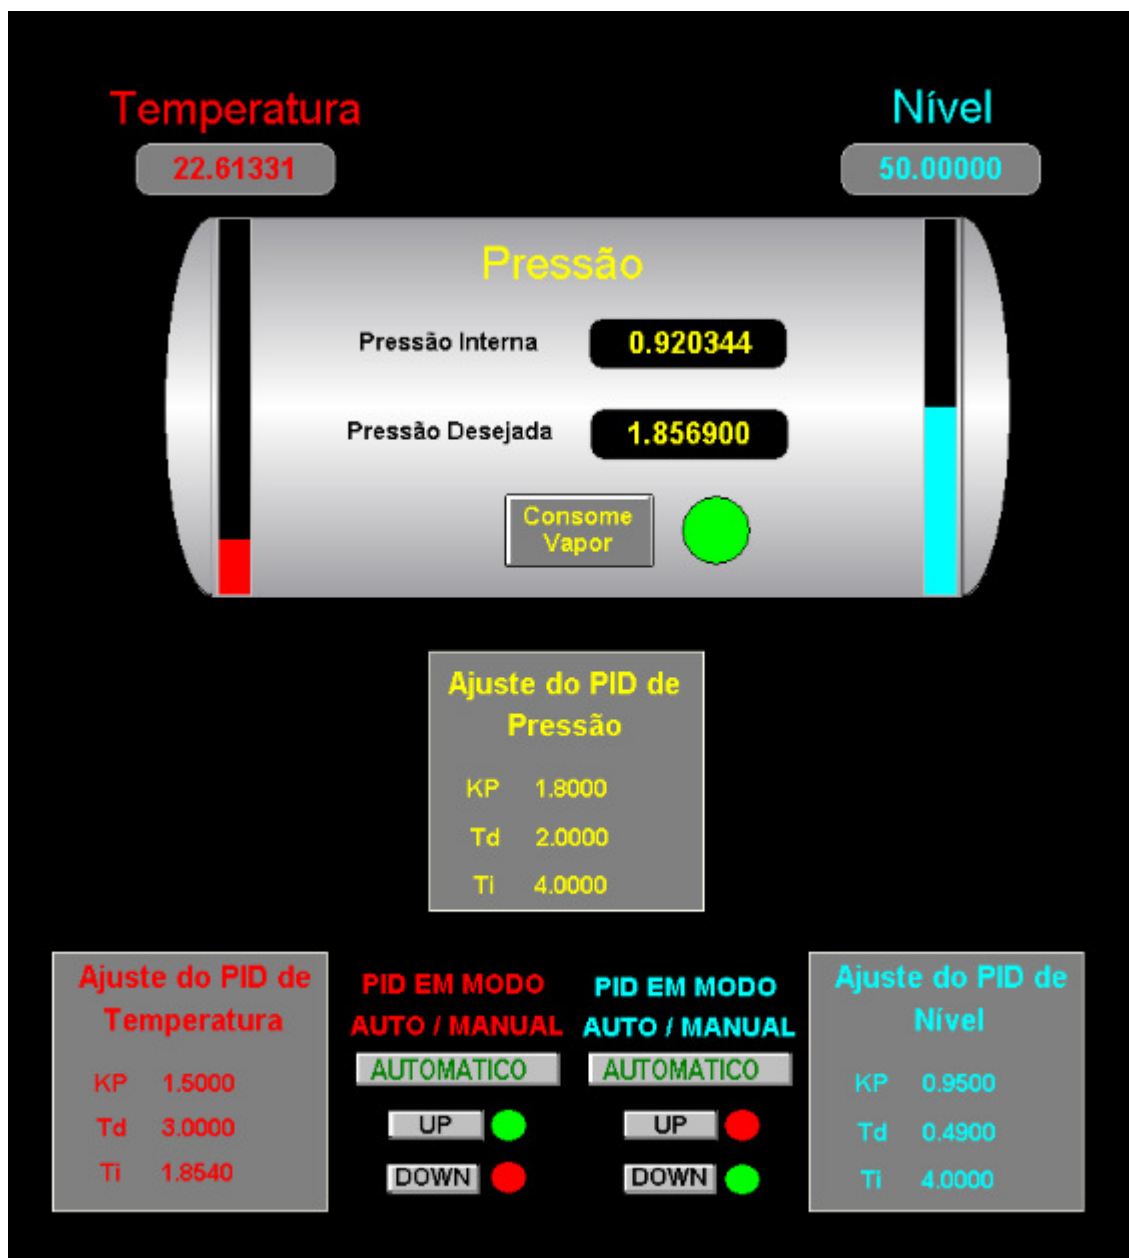 Temperatura
Nível
22.61331
50.00000
Pressão
Pressão Interna 0.920344
Pressão Desejada 1.856900
Consome
Vapor
Ajuste do PID de
Pressão
KP 1.8000
Td 2.0000
Ti 4.0000
Ajuste do PID de
Temperatura
KP 1.5000
Td 3.0000
Ti 1.8540
PID EM MODO
AUTO / MANUAL
AUTOMATICO
UP
DOWN
PID EM MODO
AUTO / MANUAL
AUTOMATICO
UP
DOWN
Ajuste do PID de
Nível
KP 0.9500
Td 0.4900
Ti 4.0000